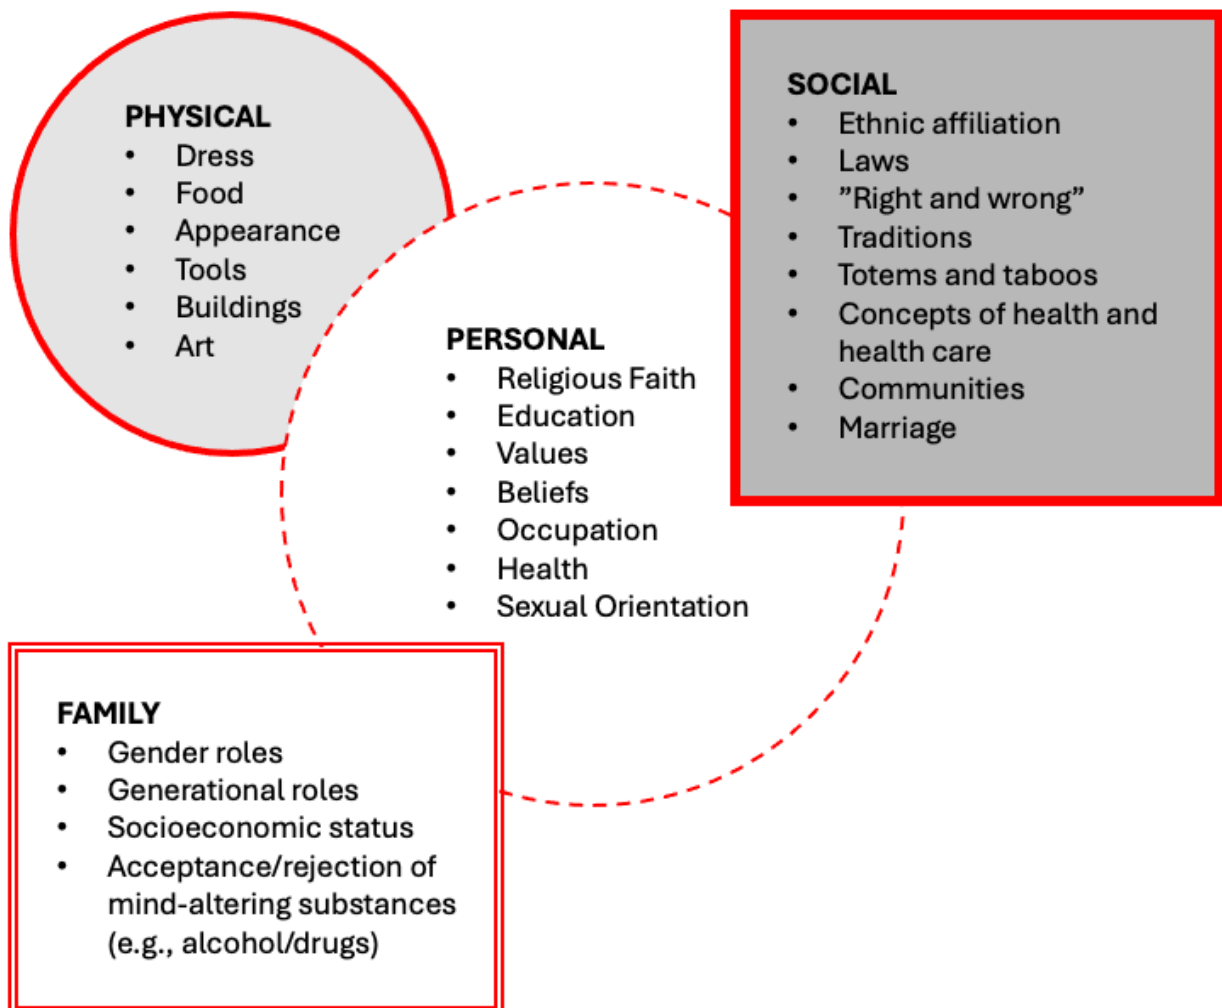 PHYSICAL
• Dress
• Food
• Appearance
• Tools
• Buildings
• Art
SOCIAL
• Ethnic affiliation
• Laws
• ”Right and wrong”
• Traditions
• Totems and taboos
• Concepts of health and
health care
• Communities
• Marriage
PERSONAL
• Religious Faith
• Education
• Values
• Beliefs
• Occupation
• Health
• Sexual Orientation
FAMILY
• Gender roles
• Generational roles
• Socioeconomic status
• Acceptance/rejection of
mind-altering substances
(e.g., alcohol/drugs)